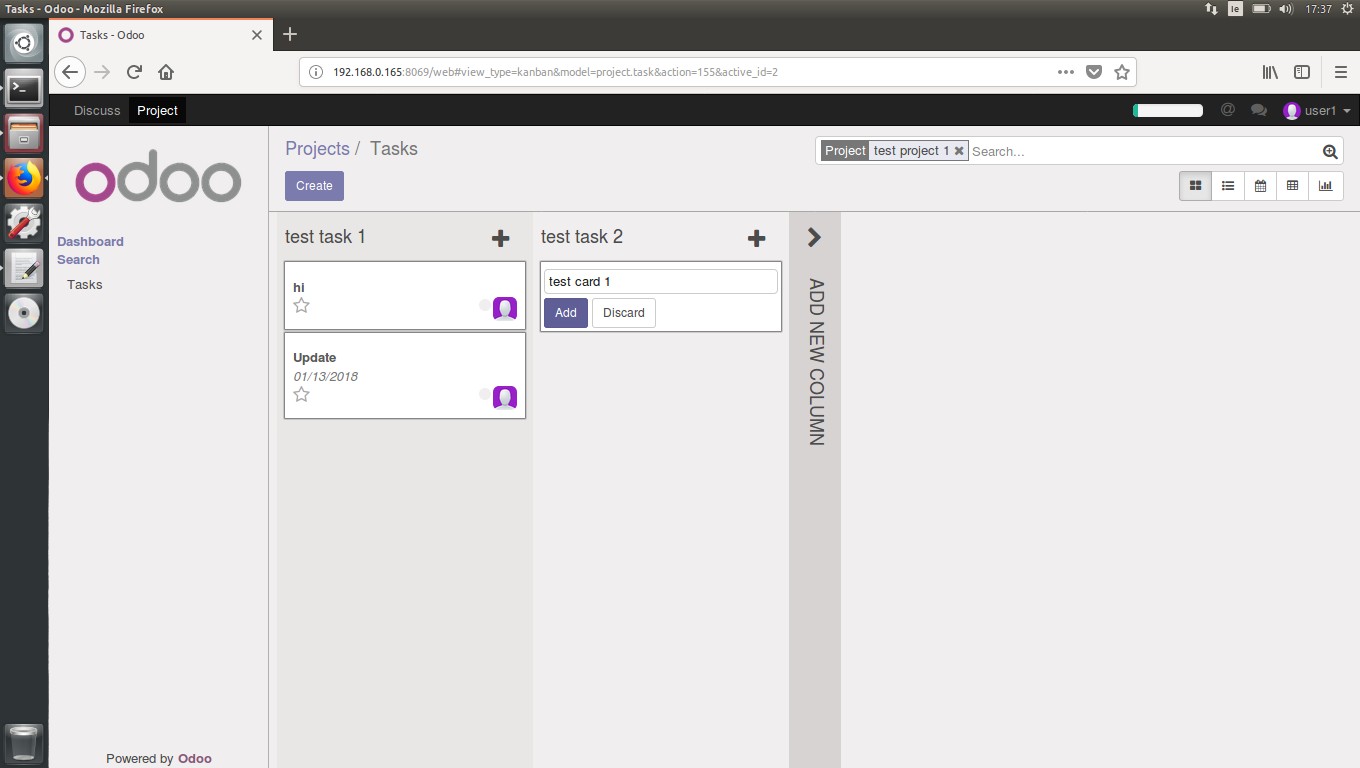 Tasks - Odoo - Mozilla Firefox
Ie
17:37
Tasks - Odoo
192.168.0.165:8069/web#view_type=kanban&model=project.task&action=155&active_id=2
Discuss Project
@
user1
odoo
Projects / Tasks
Project test project 1 Search...
Create
Dashboard
Search
Tasks
test task 1
hi
Update
01/13/2018
test task 2
test card 1
Add Discard
ADD NEW COLUMN
Powered by Odoo